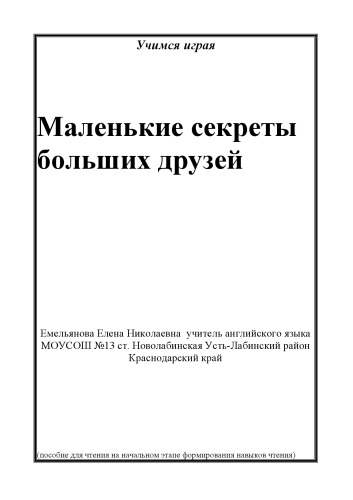 Учимся играя
Маленькие секреты
больших друзей
Емельянова Елена Николаевна учитель английского языка
МОУСОШ №13 ст. Новолабинская Усть-Лабинский район
Краснодарский край
(пособие для чтения на начальном этапе формирования навыков чтения)